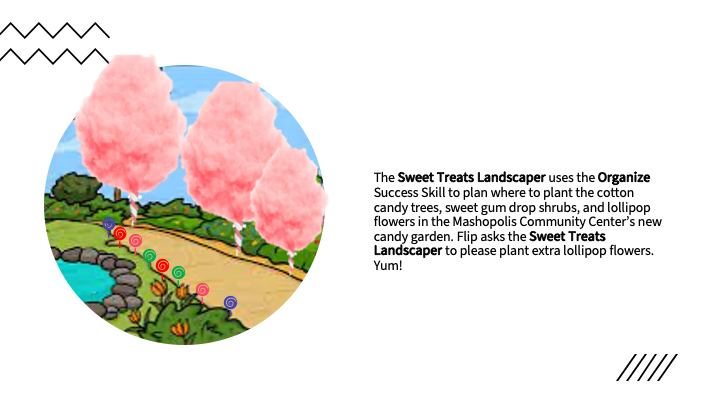 The Sweet Treats Landscaper uses the Organize
Success Skill to plan where to plant the cotton
candy trees, sweet gum drop shrubs, and lollipop
flowers in the Mashopolis Community Center’s new
candy garden. Flip asks the Sweet Treats
Landscaper to please plant extra lollipop flowers.
Yum!